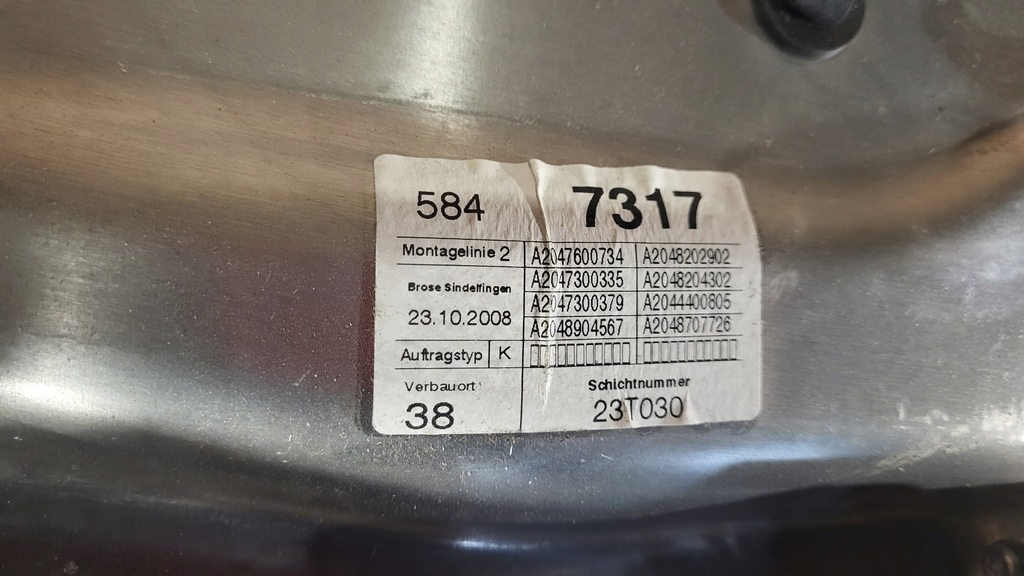 584 7317
Montagelinie 2 A2047600734 A2048202902
Brose Sindelfingen A2047300335 A2048204302
23.10.2008 A2047300379 A2044400805
A2048904567 A2048707726
Auftragstyp K
Verbauort: Schichtnummer
38 23T030